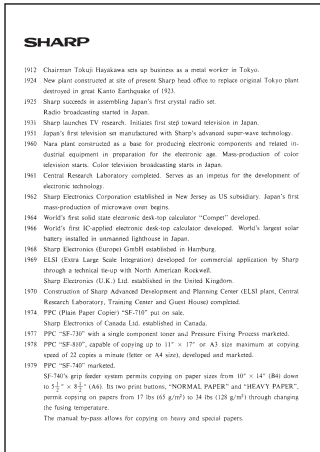 SHARP
1912 Chairman Tokuji Hayakawa sets up business as a metal worker in Tokyo.
1924 New plant constructed at site of present Sharp head office to replace original Tokyo plant
destroyed in great Kanto Earthquake of 1923.
1925 Sharp succeeds in assembling Japan's first crystal radio set.
Radio broadcasting started in Japan.
1931 Sharp launches TV research. Initiates first step toward television in Japan.
1951 Japan's first television set manufactured with Sharp's advanced super-wave technology.
1960 Nara plant constructed as a base for producing electronic components and related in-
dustrial equipment in preparation for the electronic age. Mass-production of color
television starts. Color television broadcasting starts in Japan.
1961 Central Research Laboratory completed. Serves as an impetus for the development of
electronic technology.
1962 Sharp Electronics Corporation established in New Jersey as US subsidiary. Japan's first
mass-production of microwave oven begins.
1964 World's first solid state electronic desk-top calculator "Compet" developed.
1966 World's first IC-applied electronic desk-top calculator developed. World's largest solar
battery installed in unmanned lighthouse in Japan.
1968 Sharp Electronics (Europe) GmbH established in Hamburg.
1969 ELSI (Extra Large Scale Integration) developed for commercial application by Sharp
through a technical tie-up with North American Rockwell.
Sharp Electronics (U.K.) Ltd. established in the United Kingdom.
1970 Construction of Sharp Advanced Development and Planning Center (ELSI plant, Central
Research Laboratory, Training Center and Guest House) completed.
1974 PPC (Plain Paper Copier) "SF-710" put on sale.
Sharp Electronics of Canada Ltd. established in Canada.
1977 PPC "SF-730" with a single component toner and Pressure Fixing Process marketed.
1978 PPC "SF-810", capable of copying up to 11" × 17" or A3 size maximum at copying
speed of 22 copies a minute (letter or A4 size), developed and marketed.
1979 PPC "SF-740" marketed.
SF-740's grip feeder system permits copying on paper sizes from 10" × 14" (B4) down
to 5½" × 8½" (A6). Its two print buttons, "NORMAL PAPER" and "HEAVY PAPER",
permit copying on papers from 17 lbs (65 g/m²) to 34 lbs (128 g/m²) through changing
the fusing temperature.
The manual by-pass allows for copying on heavy and special papers.